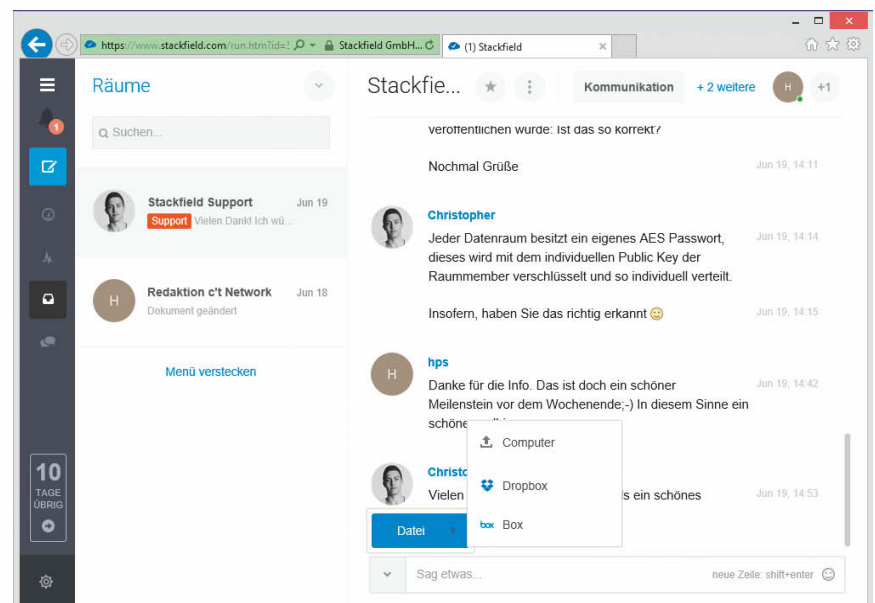 https://www.stackfield.com/run.htm?id=
Stackfield GmbH...
(1) Stackfield
1
10
TAGE
ÜBRIG
Räume
Suchen...
Stackfield Support
Jun 19
Support Vielen Dank! Ich wü...
H
Redaktion c't Network
Jun 18
Dokument geändert
Menü verstecken
Stackfie...
Kommunikation
+ 2 weitere
H
+1
veröffentlichen würde: Ist das so korrekt?
Nochmal Grüße
Jun 19, 14:11
Christopher
Jeder Datenraum besitzt ein eigenes AES Passwort,
Jun 19, 14:14
dieses wird mit dem individuellen Public Key der
Raummember verschlüsselt und so individuell verteilt.
Insofern, haben Sie das richtig erkannt
Jun 19, 14:15
H
hps
Danke für die Info. Das ist doch ein schöner
Jun 19, 14:42
Meilenstein vor dem Wochenende;-) In diesem Sinne ein
schöne
Computer
Christo
Dropbox
Vielen
s ein schönes
Jun 19, 14:53
Datei
box Box
Sag etwas...
neue Zeile: shift+enter